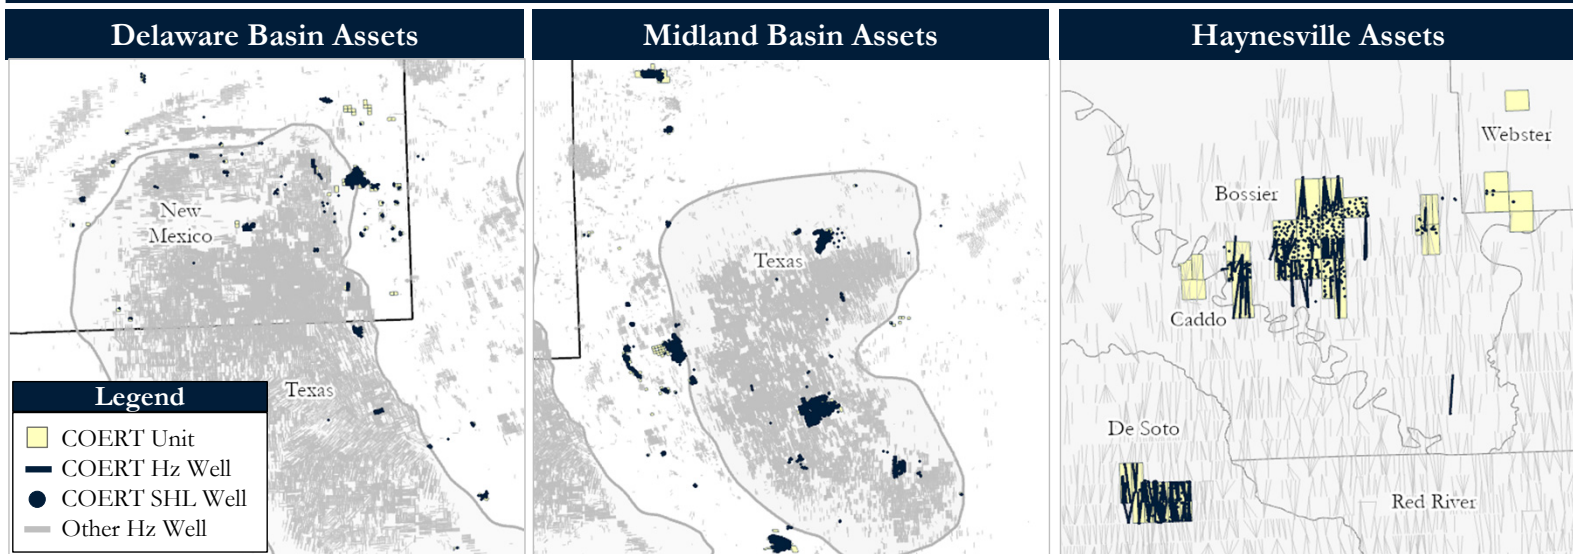 Delaware Basin Assets
Midland Basin Assets
Haynesville Assets
New
Mexico
Texas
Legend
COERT Unit
COERT Hz Well
COERT SHL Well
Other Hz Well
Texas
Webster
Bossier
Caddo
De Soto
Red River